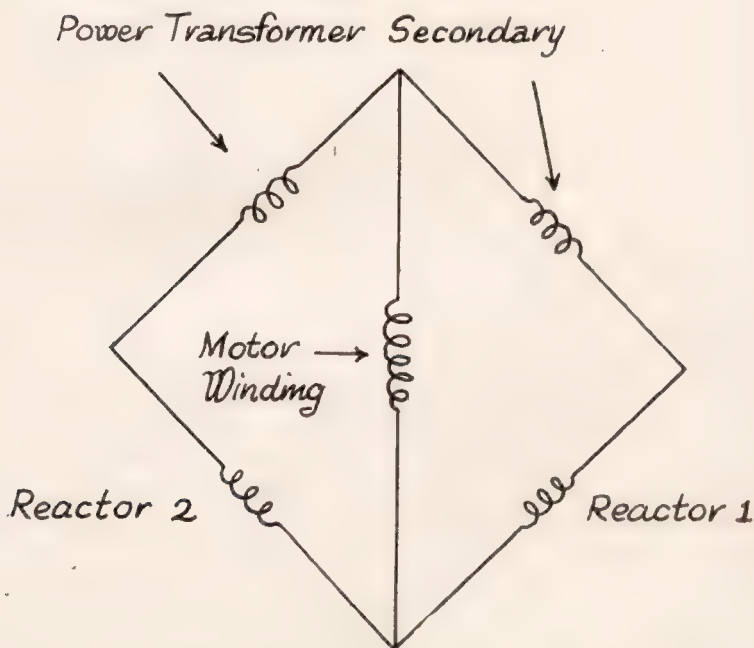 Power Transformer Secondary
Motor
Winding
Reactor 2
Reactor 1